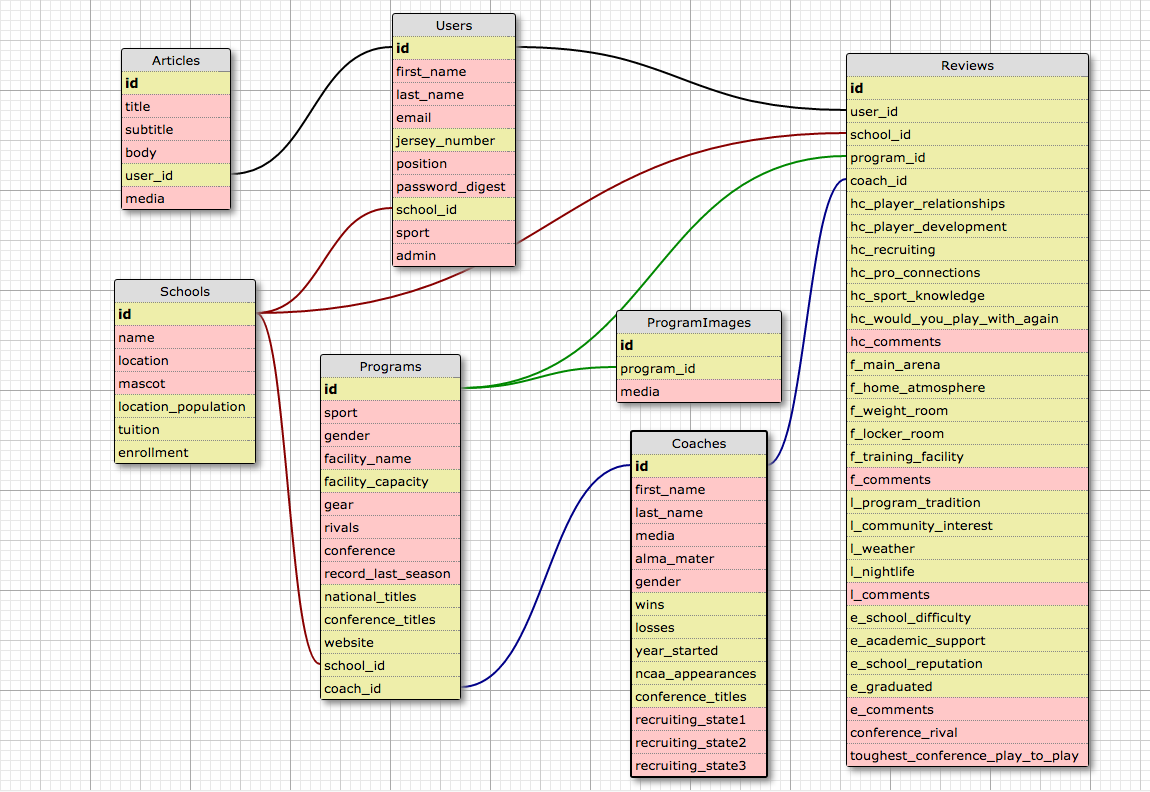 Articles
id
title
subtitle
body
user_id
media
Users
id
first_name
last_name
email
jersey_number
position
password_digest
school_id
sport
admin
Reviews
id
user_id
school_id
program_id
coach_id
hc_player_relationships
hc_player_development
hc_recruiting
hc_pro_connections
hc_sport_knowledge
hc_would_you_play_with_again
hc_comments
f_main_arena
f_home_atmosphere
f_weight_room
f_locker_room
f_training_facility
f_comments
l_program_tradition
l_community_interest
l_weather
l_nightlife
l_comments
e_school_difficulty
e_academic_support
e_school_reputation
e_graduated
e_comments
conference_rival
toughest_conference_play_to_play
Schools
id
name
location
mascot
location_population
tuition
enrollment
Programs
id
sport
gender
facility_name
facility_capacity
gear
rivals
conference
record_last_season
national_titles
conference_titles
website
school_id
coach_id
ProgramImages
id
program_id
media
Coaches
id
first_name
last_name
media
alma_mater
gender
wins
losses
year_started
ncaa_appearances
conference_titles
recruiting_state1
recruiting_state2
recruiting_state3